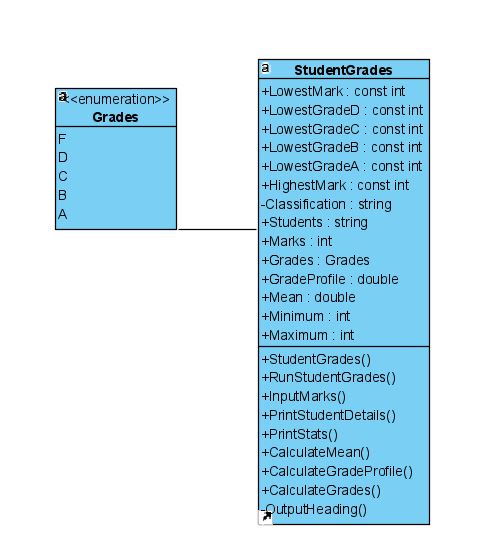 a
<<enumeration>>
Grades
F
D
C
B
A
a
StudentGrades
+LowestMark : const int
+LowestGradeD : const int
+LowestGradeC : const int
+LowestGradeB : const int
+LowestGradeA : const int
+HighestMark : const int
-Classification : string
+Students : string
+Marks : int
+Grades : Grades
+GradeProfile : double
+Mean : double
+Minimum : int
+Maximum : int
+StudentGrades()
+RunStudentGrades()
+InputMarks()
+PrintStudentDetails()
+PrintStats()
+CalculateMean()
+CalculateGradeProfile()
+CalculateGrades()
-OutputHeading()